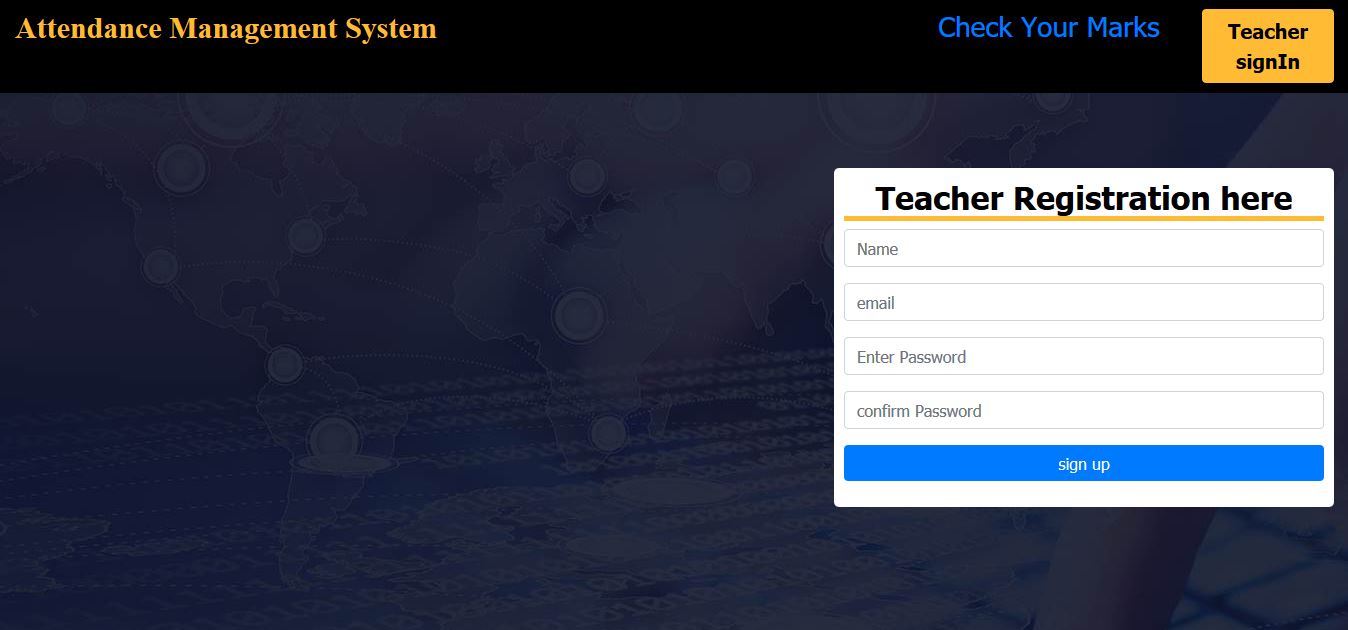 Attendance Management System
Check Your Marks
Teacher
signIn
Teacher Registration here
Name
email
Enter Password
confirm Password
sign up